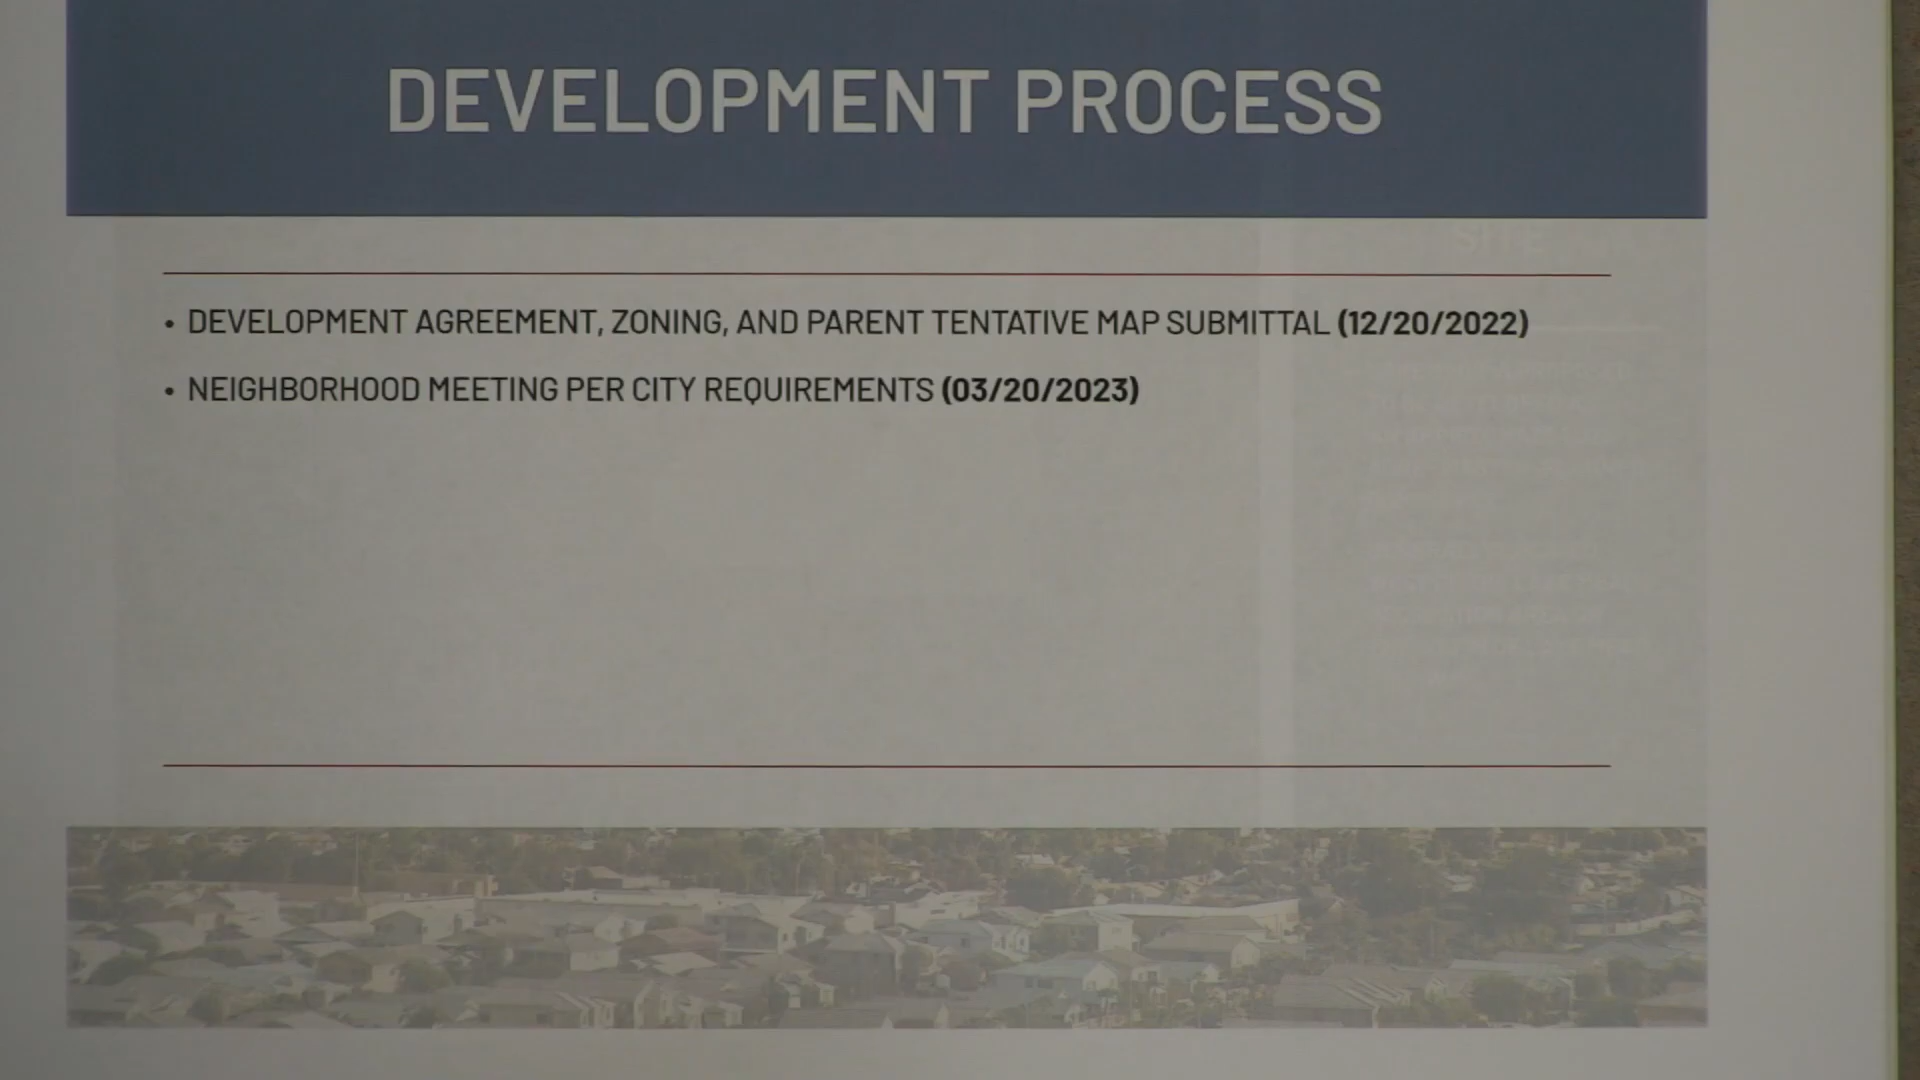 DEVELOPMENT PROCESS
SITE
• DEVELOPMENT AGREEMENT, ZONING, AND PARENT TENTATIVE MAP SUBMITTAL (12/20/2022)
• NEIGHBORHOOD MEETING PER CITY REQUIREMENTS (03/20/2023)